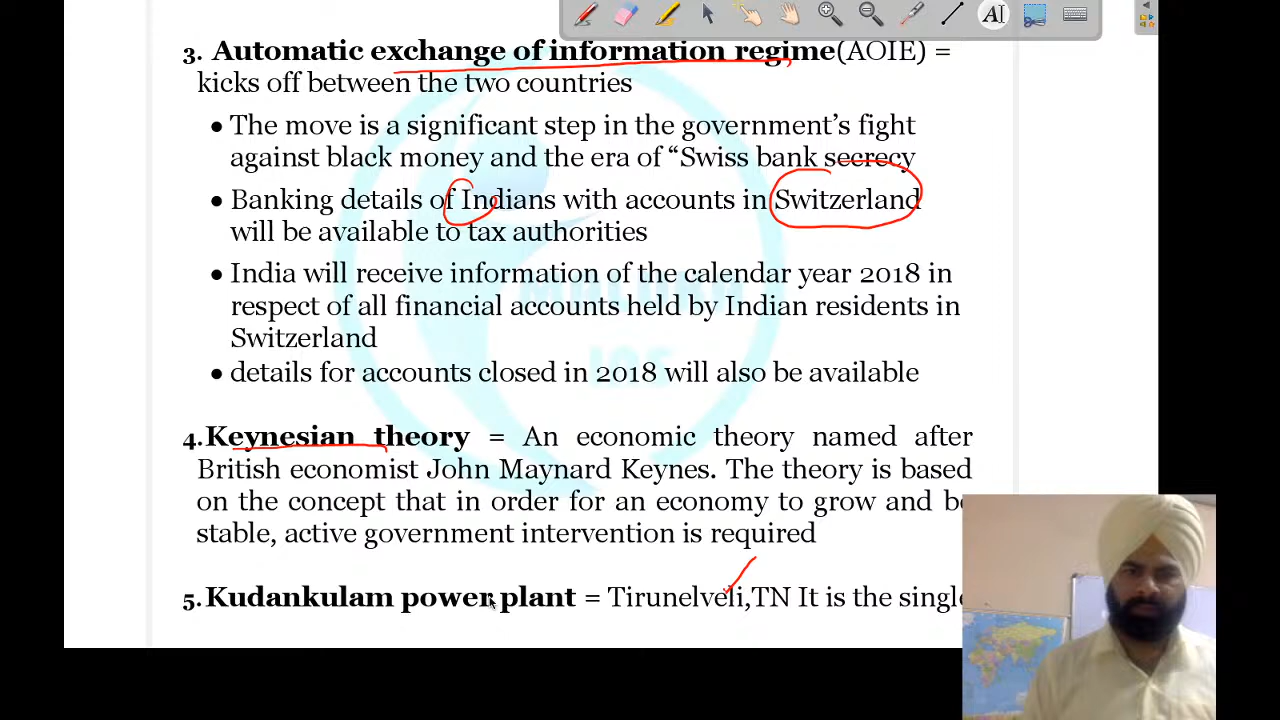 3. Automatic exchange of information regime(AOIE) =
kicks off between the two countries
• The move is a significant step in the government's fight
against black money and the era of “Swiss bank secrecy
• Banking details of Indians with accounts in Switzerland
will be available to tax authorities
• India will receive information of the calendar year 2018 in
respect of all financial accounts held by Indian residents in
Switzerland
• details for accounts closed in 2018 will also be available
4.Keynesian theory = An economic theory named after
British economist John Maynard Keynes. The theory is based
on the concept that in order for an economy to grow and be
stable, active government intervention is required
5.Kudankulam power plant = Tirunelveli,TN It is the single